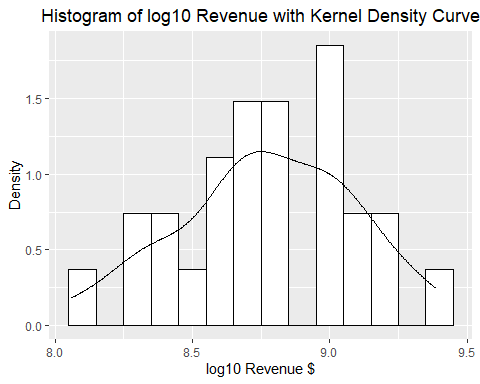 Histogram of log10 Revenue with Kernel Density Curve
Density
1.5
1.0
0.5
0.0
8.0 8.5 9.0 9.5
log10 Revenue $